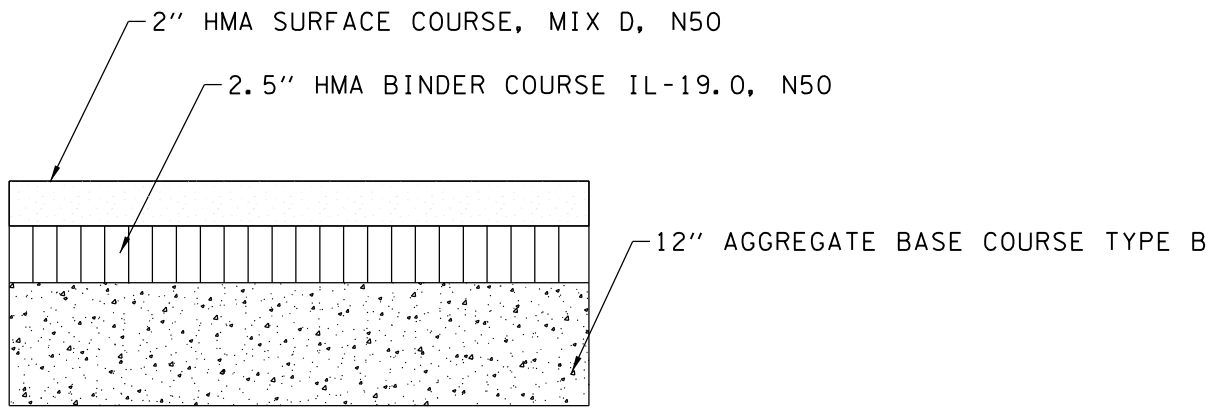 2" HMA SURFACE COURSE, MIX D, N50
2.5" HMA BINDER COURSE IL-19.0, N50
12" AGGREGATE BASE COURSE TYPE B